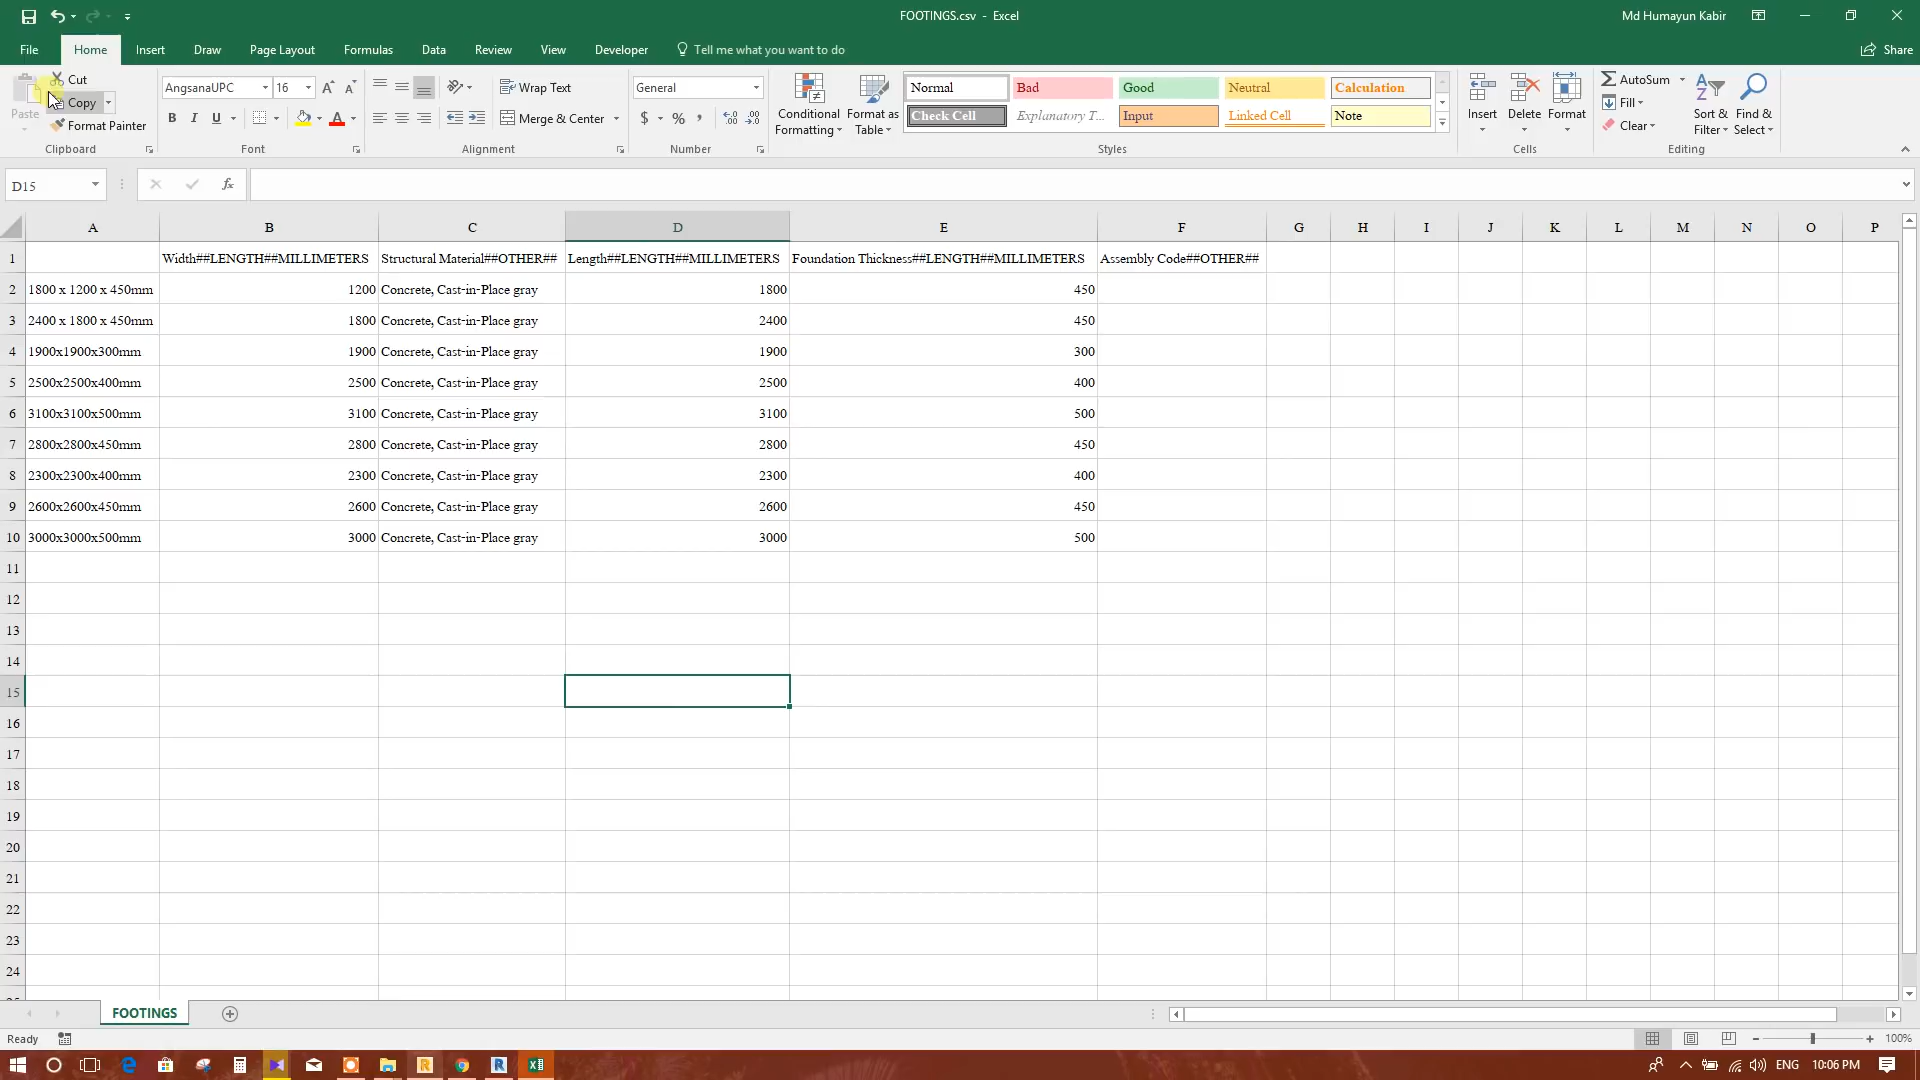 FOOTINGS.csv - Excel
Md Humayun Kabir
File Home Insert Draw Page Layout Formulas Data Review View Developer Tell me what you want to do Share
Paste
Cut
Copy
Format Painter
Clipboard
AngsanaUPC 16
B I U
Font
Wrap Text
Merge & Center
Alignment
General
$ % ,
Number
Conditional Formatting
Format as Table
Normal Bad Good Neutral Calculation
Check Cell Explanatory T... Input Linked Cell Note
Styles
Insert Delete Format
Cells
AutoSum
Fill
Clear
Sort & Filter
Find & Select
Editing
D15
fx
A B C D E F G H I J K L M N O P
1 Width##LENGTH##MILLIMETERS Structural Material##OTHER## Length##LENGTH##MILLIMETERS Foundation Thickness##LENGTH##MILLIMETERS Assembly Code##OTHER##
2 1800 x 1200 x 450mm 1200 Concrete, Cast-in-Place gray 1800 450
3 2400 x 1800 x 450mm 1800 Concrete, Cast-in-Place gray 2400 450
4 1900x1900x300mm 1900 Concrete, Cast-in-Place gray 1900 300
5 2500x2500x400mm 2500 Concrete, Cast-in-Place gray 2500 400
6 3100x3100x500mm 3100 Concrete, Cast-in-Place gray 3100 500
7 2800x2800x450mm 2800 Concrete, Cast-in-Place gray 2800 450
8 2300x2300x400mm 2300 Concrete, Cast-in-Place gray 2300 400
9 2600x2600x450mm 2600 Concrete, Cast-in-Place gray 2600 450
10 3000x3000x500mm 3000 Concrete, Cast-in-Place gray 3000 500
11
12
13
14
15
16
17
18
19
20
21
22
23
24
FOOTINGS
Ready
100%
ENG 10:06 PM